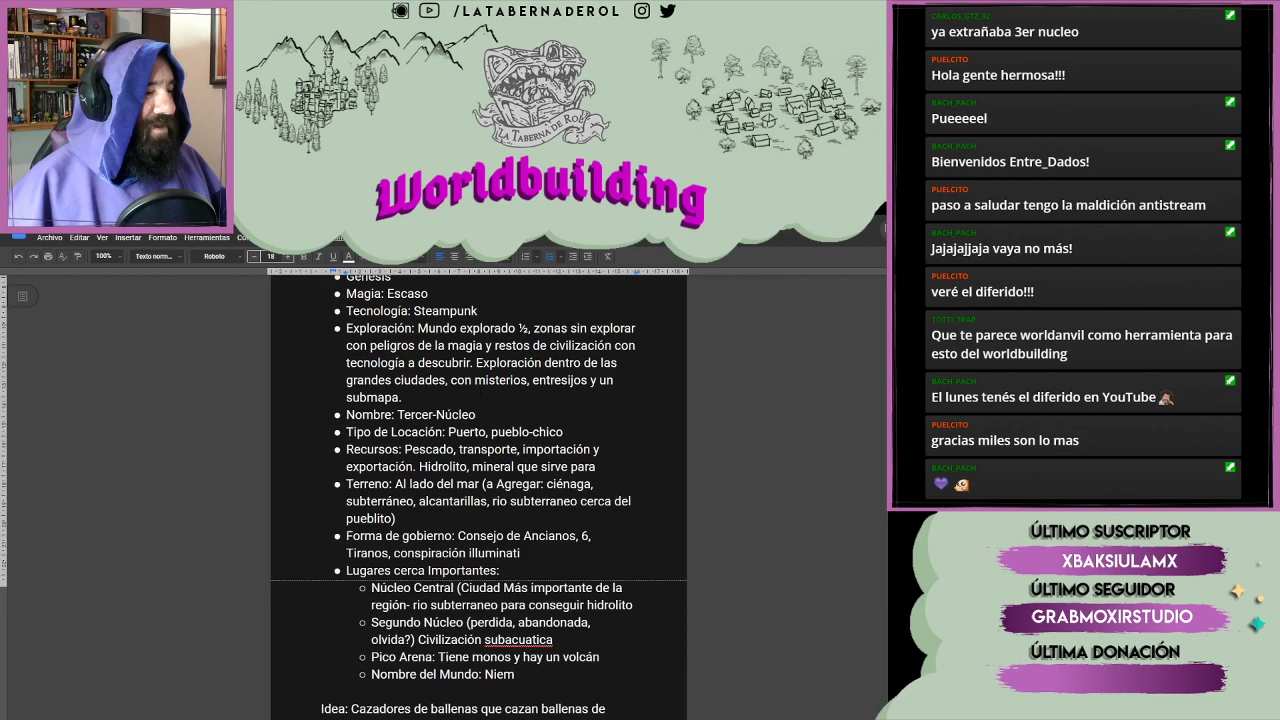 /LATABERNADEROL
LA TABERNA DE ROL
Worldbuilding
Archivo Editar Ver Insertar Formato Herramientas
100% Texto norm... Roboto 18
Génesis
Magia: Escaso
Tecnología: Steampunk
Exploración: Mundo explorado ½, zonas sin explorar
con peligros de la magia y restos de civilización con
tecnología a descubrir. Exploración dentro de las
grandes ciudades, con misterios, entresijos y un
submapa.
Nombre: Tercer-Núcleo
Tipo de Locación: Puerto, pueblo-chico
Recursos: Pescado, transporte, importación y
exportación. Hidrolito, mineral que sirve para
Terreno: Al lado del mar (a Agregar: ciénaga,
subterráneo, alcantarillas, rio subterraneo cerca del
pueblito)
Forma de gobierno: Consejo de Ancianos, 6,
Tiranos, conspiración illuminati
Lugares cerca Importantes:
Núcleo Central (Ciudad Más importante de la
región- rio subterraneo para conseguir hidrolito
Segundo Núcleo (perdida, abandonada,
olvida?) Civilización subacuatica
Pico Arena: Tiene monos y hay un volcán
Nombre del Mundo: Niem
Idea: Cazadores de ballenas que cazan ballenas de
CARLOS_GTZ_92
ya extrañaba 3er nucleo
PUELCITO
Hola gente hermosa!!!
BACH_PACH
Pueeeeel
BACH_PACH
Bienvenidos Entre_Dados!
PUELCITO
paso a saludar tengo la maldición antistream
BACH_PACH
Jajajajjaja vaya no más!
PUELCITO
veré el diferido!!!
TOTTI_TPAP
Que te parece worldanvil como herramienta para
esto del worldbuilding
BACH_PACH
El lunes tenés el diferido en YouTube
PUELCITO
gracias miles son lo mas
BACH_PACH
ÚLTIMO SUSCRIPTOR
XBAKSIULAMX
ÚLTIMO SEGUIDOR
GRABMOXIRSTUDIO
ÚLTIMA DONACIÓN